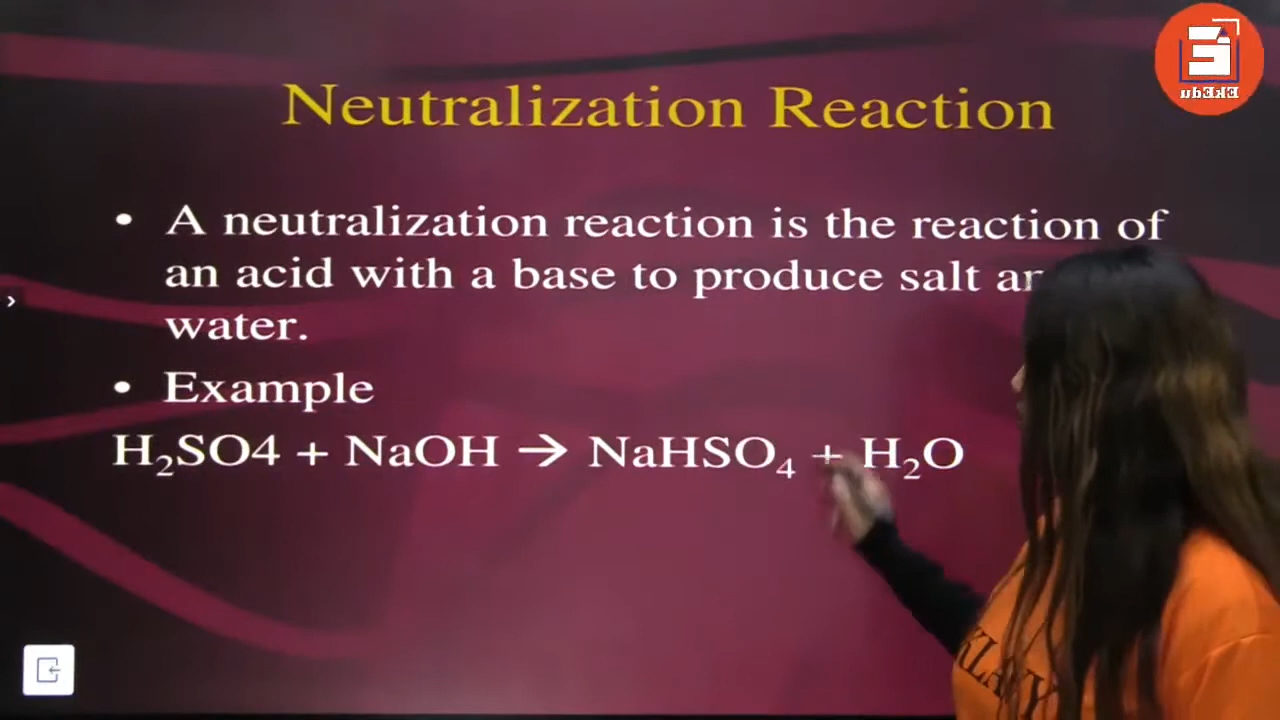 Neutralization Reaction
• A neutralization reaction is the reaction of
an acid with a base to produce salt
water.
• Example
H₂SO4 + NaOH → NaHSO₄ + H₂O
EkEdu